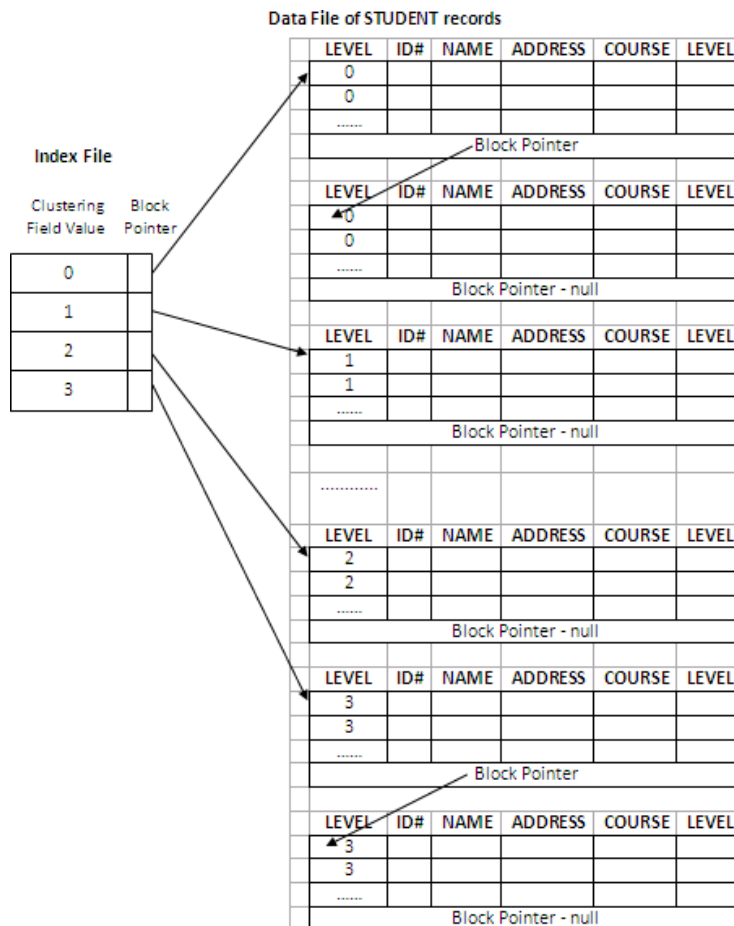 Data File of STUDENT records
LEVEL ID# NAME ADDRESS COURSE LEVEL
0
0
......
Block Pointer
Index File
Clustering Field Value
Block Pointer
0
1
2
3
LEVEL ID# NAME ADDRESS COURSE LEVEL
0
0
......
Block Pointer - null
LEVEL ID# NAME ADDRESS COURSE LEVEL
1
1
......
Block Pointer - null
............
LEVEL ID# NAME ADDRESS COURSE LEVEL
2
2
......
Block Pointer - null
LEVEL ID# NAME ADDRESS COURSE LEVEL
3
3
......
Block Pointer
LEVEL ID# NAME ADDRESS COURSE LEVEL
3
3
......
Block Pointer - null